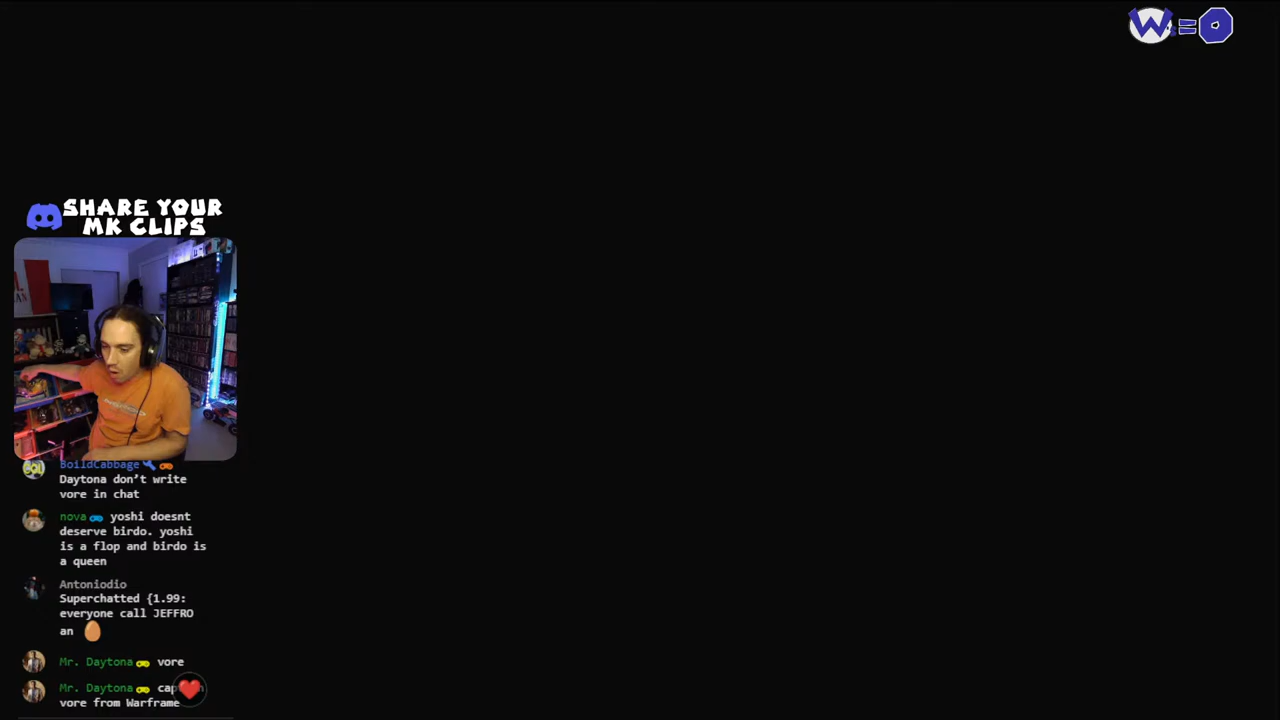 W=0
SHARE YOUR
MK CLIPS
BoildCabbage
Daytona don't write
vore in chat
nova yoshi doesnt
deserve birdo. yoshi
is a flop and birdo is
a queen
Antoniodio
Superchatted {1.99:
everyone call JEFFRO
an
Mr. Daytona vore
Mr. Daytona
vore from Warframe